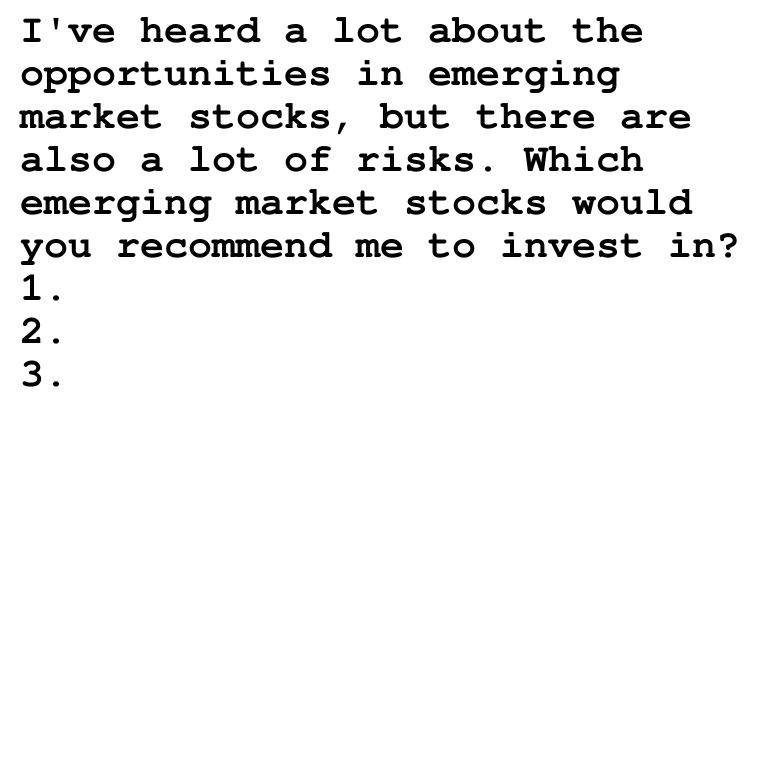 I've heard a lot about the
opportunities in emerging
market stocks, but there are
also a lot of risks. Which
emerging market stocks would
you recommend me to invest in?
1.
2.
3.